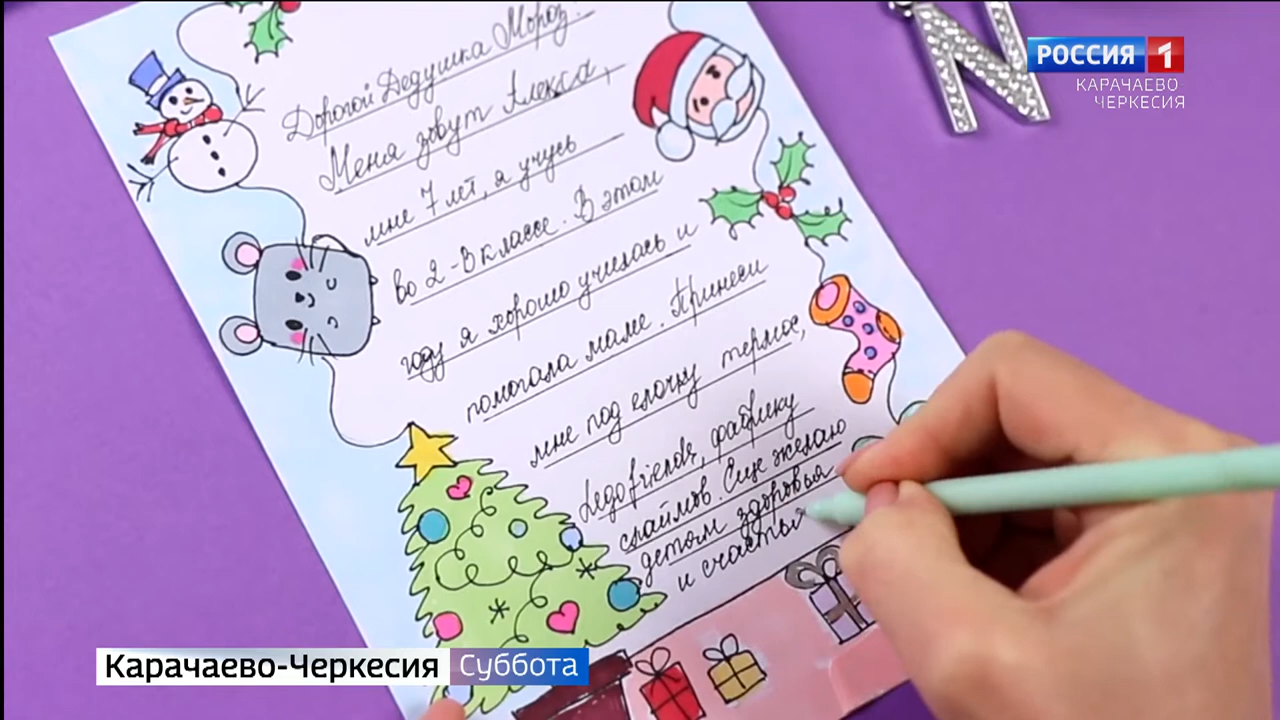 РОССИЯ 1
КАРАЧАЕВО-
ЧЕРКЕСИЯ
N
Дорогой Дедушка Мороз.
Меня зовут Алекса,
мне 7 лет, я учусь
во 2-В классе. В этом
году я хорошо училась и
помогала маме. Принеси
мне под елочку термос,
Lego friends, фабрику
слаймов. Еще желаю
детям здоровья
и счастья
Карачаево-Черкесия Суббота